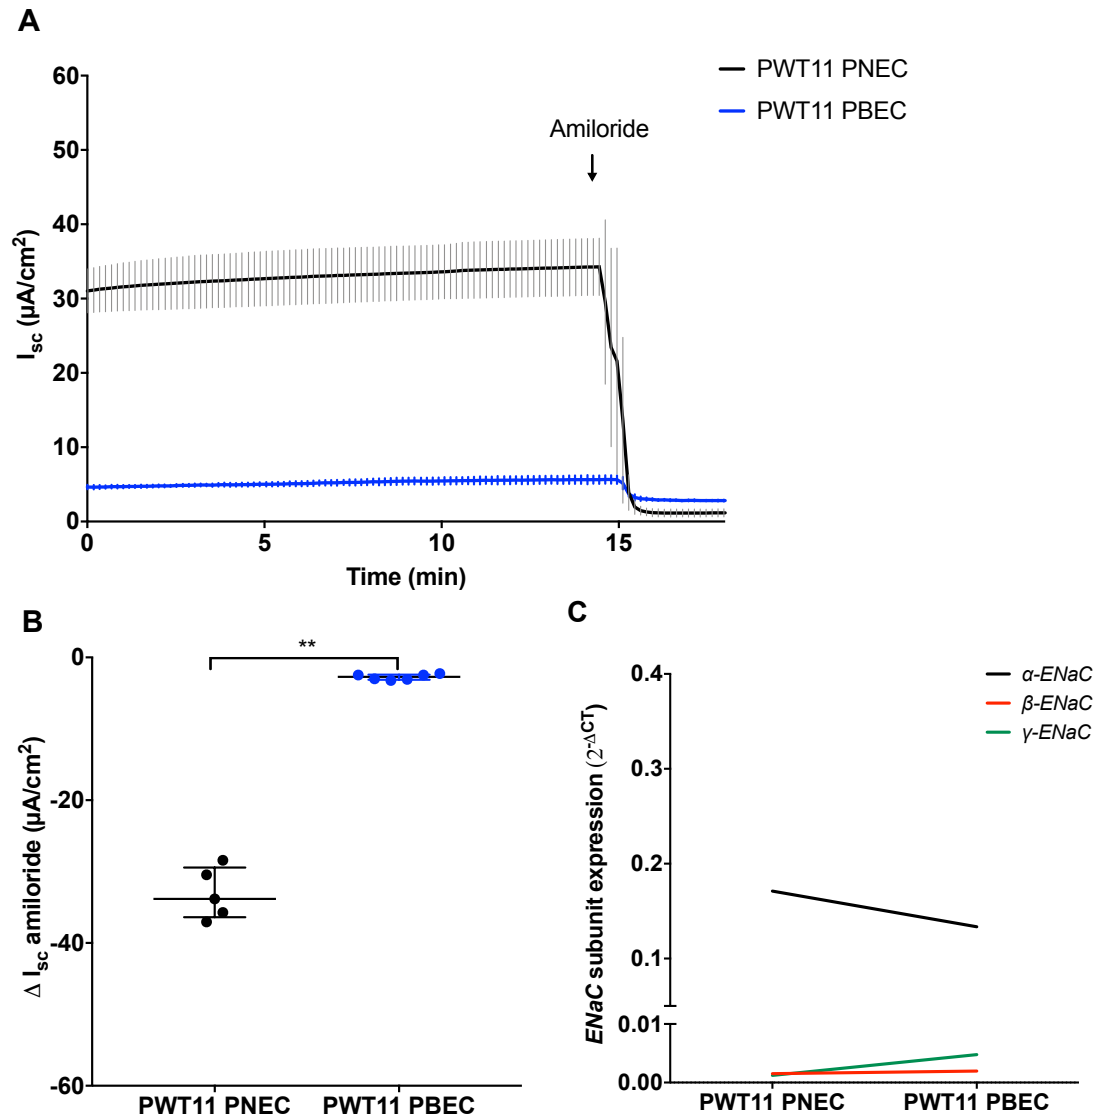 A
PWT11 PNEC
PWT11 PBEC
Amiloride
60
50
40
30
20
10
0
Isc (µA/cm2)
0 5 10 15
Time (min)
B
**
0
-20
-40
-60
Δ Isc amiloride (µA/cm2)
PWT11 PNEC PWT11 PBEC
C
α-ENaC
β-ENaC
γ-ENaC
0.4
0.3
0.2
0.1
0.01
0.00
ENaC subunit expression (2-ΔCT)
PWT11 PNEC PWT11 PBEC